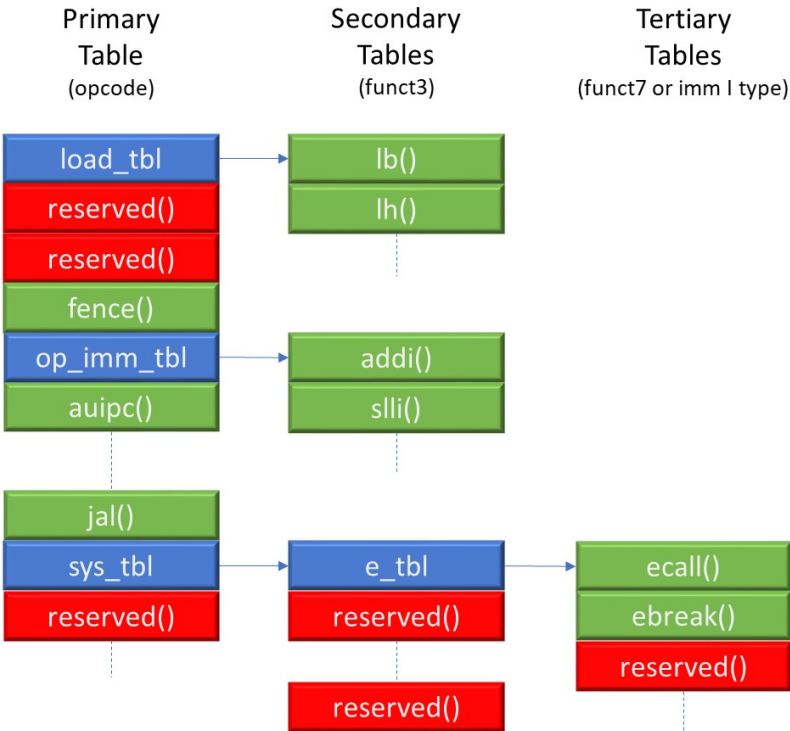 Primary
Table
(opcode)
Secondary
Tables
(funct3)
Tertiary
Tables
(funct7 or imm I type)
load_tbl
reserved()
reserved()
fence()
op_imm_tbl
auipc()
jal()
sys_tbl
reserved()
lb()
lh()
addi()
slli()
e_tbl
reserved()
reserved()
ecall()
ebreak()
reserved()